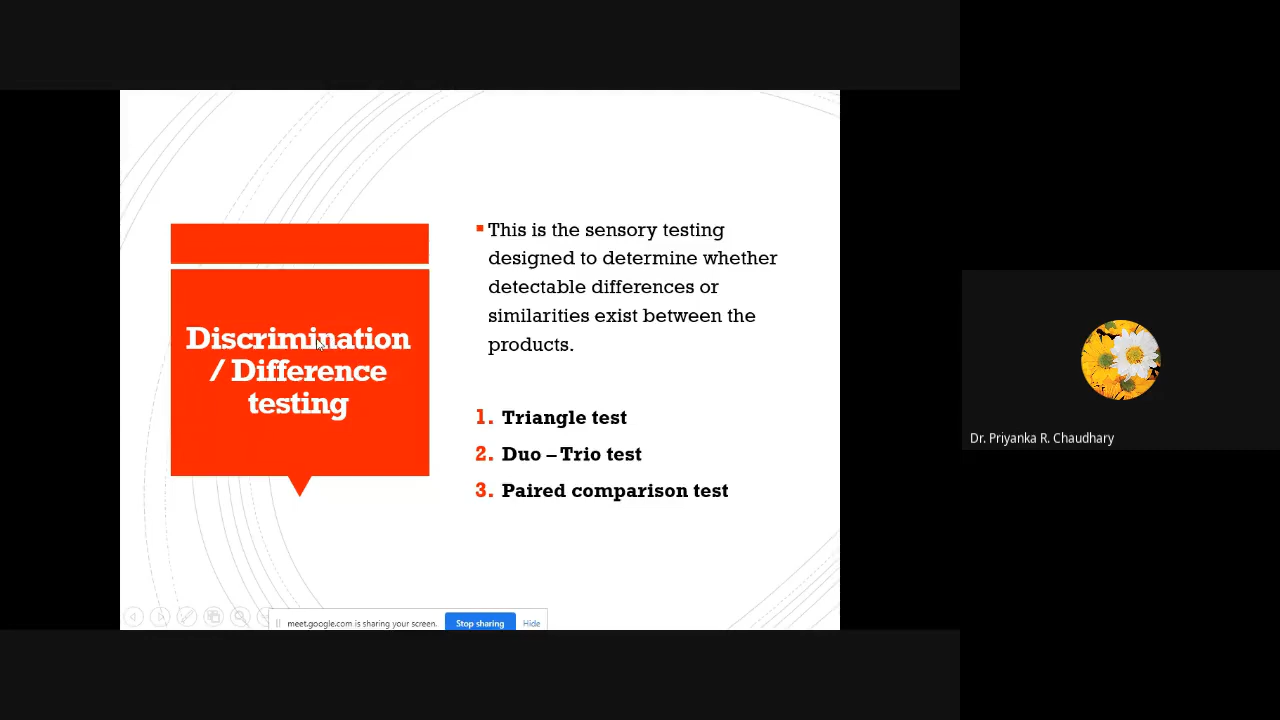 Discrimination
/ Difference
testing
▪ This is the sensory testing
designed to determine whether
detectable differences or
similarities exist between the
products.
1. Triangle test
2. Duo – Trio test
3. Paired comparison test
meet.google.com is sharing your screen. Stop sharing Hide
Dr. Priyanka R. Chaudhary